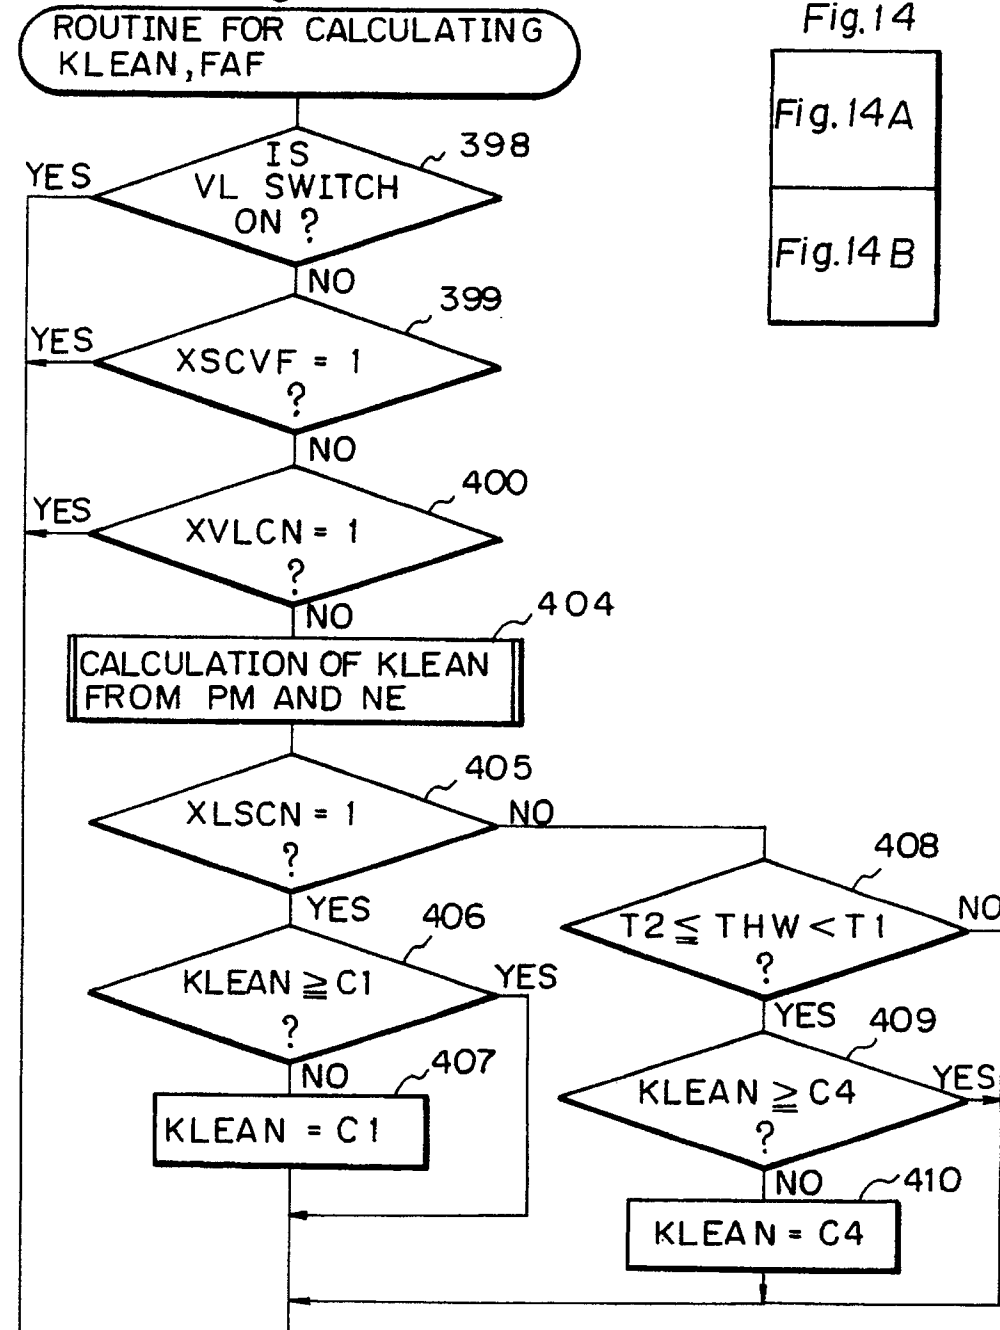 ROUTINE FOR CALCULATING
KLEAN, FAF
Fig. 14
Fig. 14A
Fig. 14B
398
IS
VL SWITCH
ON ?
YES
NO
399
XSCVF = 1
?
YES
NO
400
XVLCN = 1
?
YES
NO
404
CALCULATION OF KLEAN
FROM PM AND NE
405
XLSCN = 1
?
NO
YES
406
KLEAN ≧ C1
?
YES
NO
407
KLEAN = C1
408
T2 ≦ THW < T1
?
NO
YES
409
KLEAN ≧ C4
?
YES
NO
410
KLEAN = C4